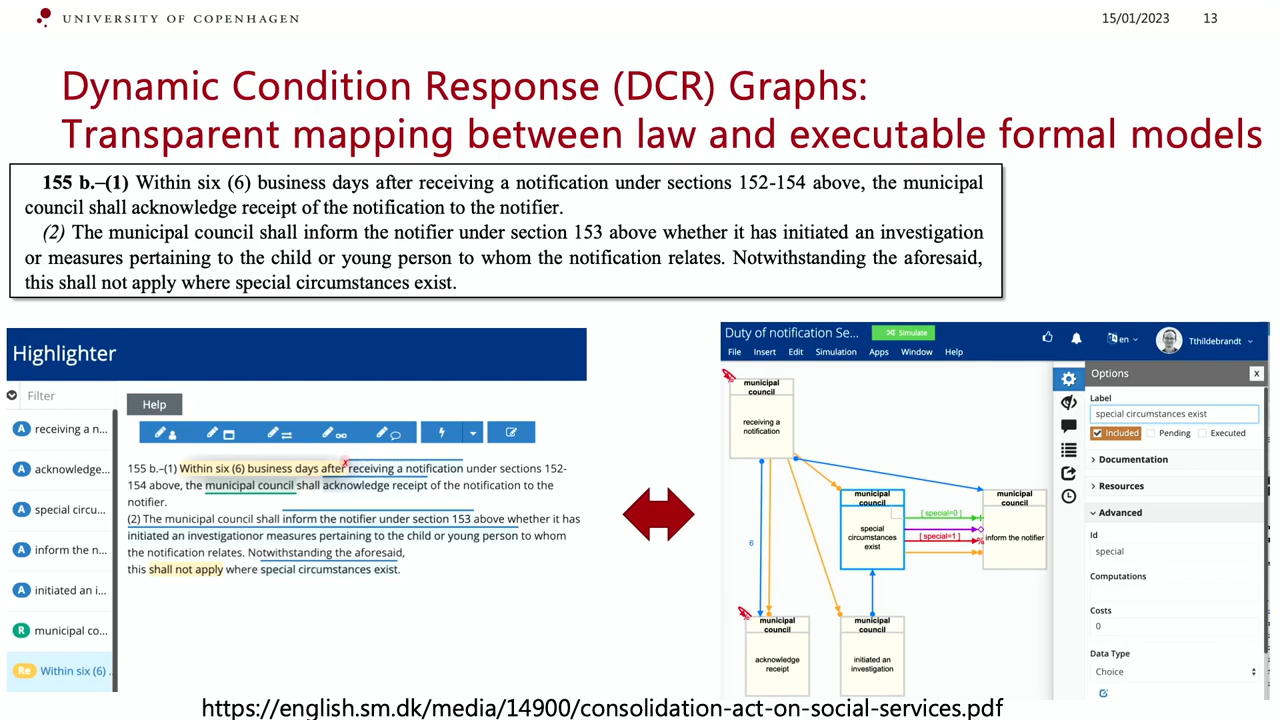 UNIVERSITY OF COPENHAGEN
15/01/2023 13
Dynamic Condition Response (DCR) Graphs:
Transparent mapping between law and executable formal models
155 b.–(1) Within six (6) business days after receiving a notification under sections 152-154 above, the municipal
council shall acknowledge receipt of the notification to the notifier.
(2) The municipal council shall inform the notifier under section 153 above whether it has initiated an investigation
or measures pertaining to the child or young person to whom the notification relates. Notwithstanding the aforesaid,
this shall not apply where special circumstances exist.
Highlighter
Filter
A receiving a n...
A acknowledge...
A special circu...
A inform the n...
A initiated an i...
R municipal co...
Re Within six (6) ...
Help
155 b.-(1) Within six (6) business days after receiving a notification under sections 152-
154 above, the municipal council shall acknowledge receipt of the notification to the
notifier.
(2) The municipal council shall inform the notifier under section 153 above whether it has
initiated an investigationor measures pertaining to the child or young person to whom
the notification relates. Notwithstanding the aforesaid,
this shall not apply where special circumstances exist.
Duty of notification Se...
Simulate
en
Tthildebrandt
File Insert Edit Simulation Apps Window Help
municipal
council
receiving a
notification
municipal
council
special
circumstances
exist
[ special=0 ]
[ special=1 ]
%
municipal
council
inform the notifier
6
municipal
council
acknowledge
receipt
municipal
council
initiated an
investigation
Options
X
Label
special circumstances exist
Included Pending Executed
Documentation
Resources
Advanced
Id
special
Computations
Costs
0
Data Type
Choice
https://english.sm.dk/media/14900/consolidation-act-on-social-services.pdf